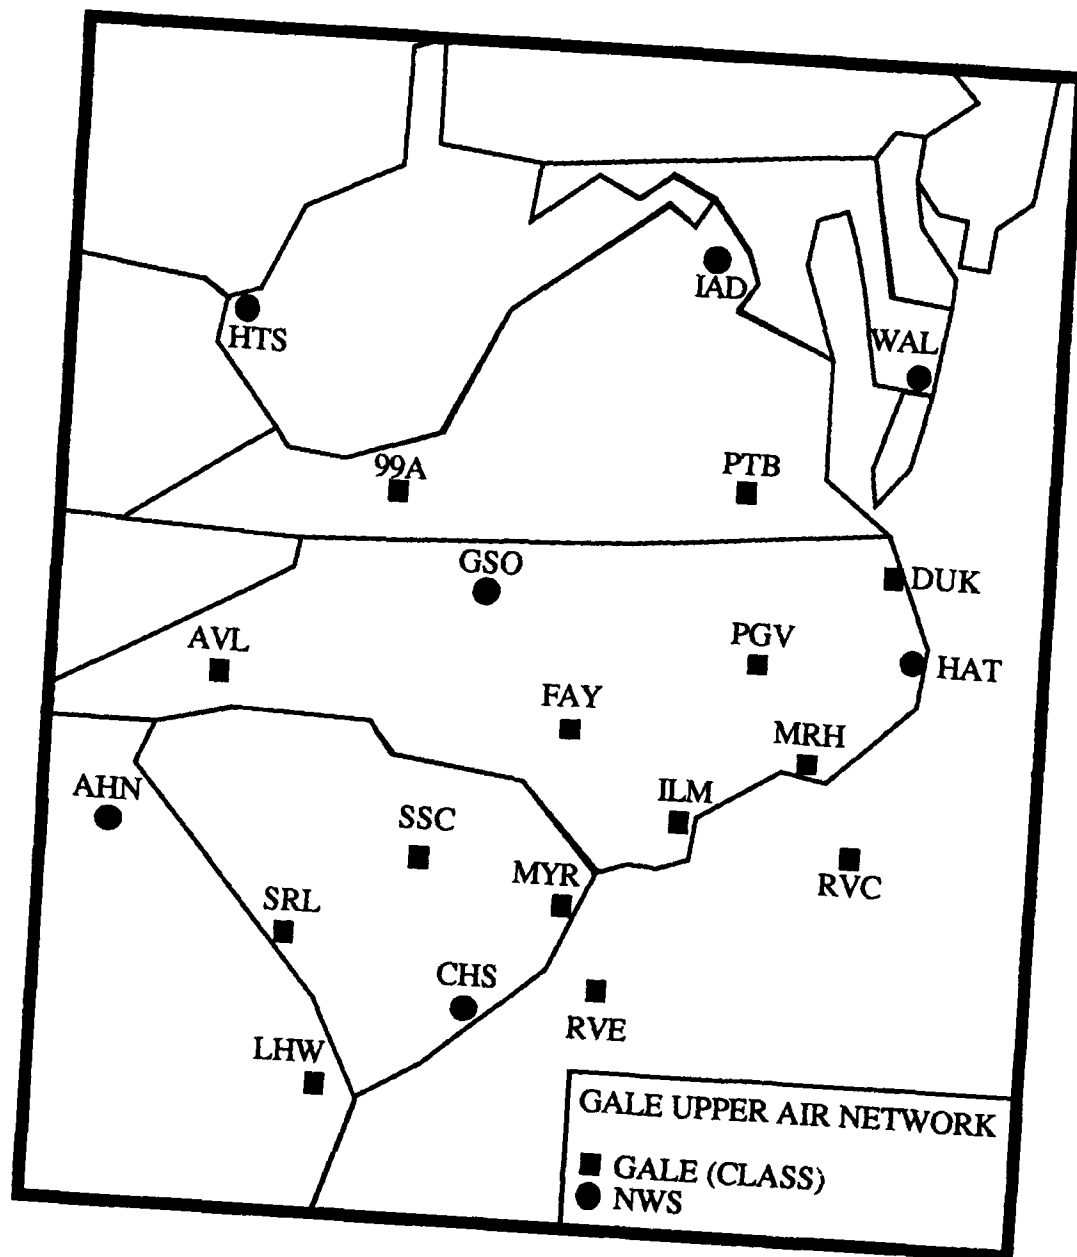 IAD
HTS
WAL
99A
PTB
GSO
DUK
AVL
PGV
HAT
FAY
MRH
AHN
ILM
SSC
MYR
RVC
SRL
CHS
RVE
LHW
GALE UPPER AIR NETWORK
GALE (CLASS)
NWS